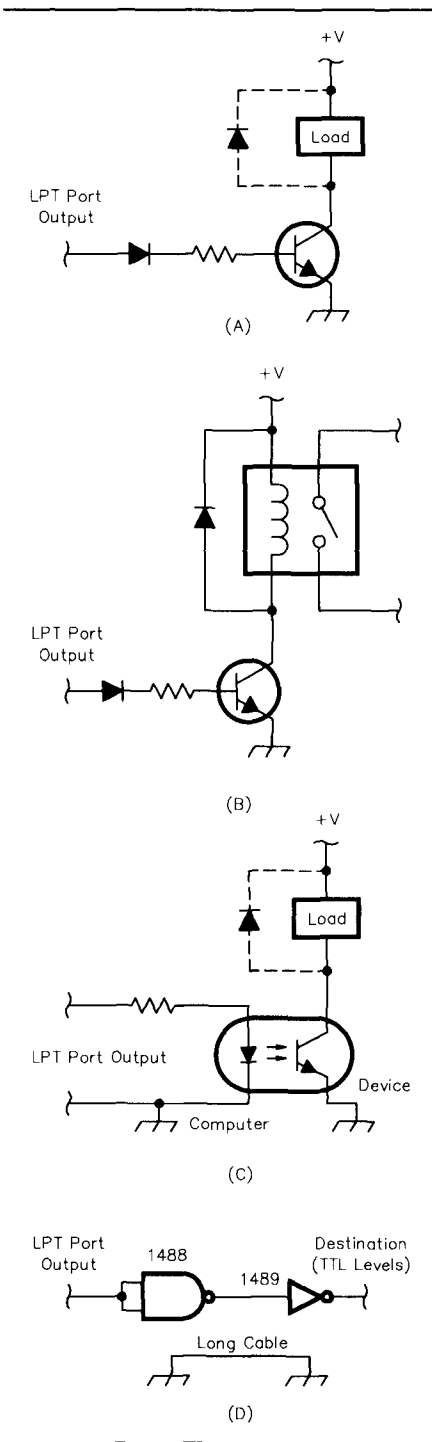 +V
Load
LPT Port
Output
(A)
+V
LPT Port
Output
(B)
+V
Load
LPT Port Output
Device
Computer
(C)
LPT Port
Output
1488
1489
Destination
(TTL Levels)
Long Cable
(D)